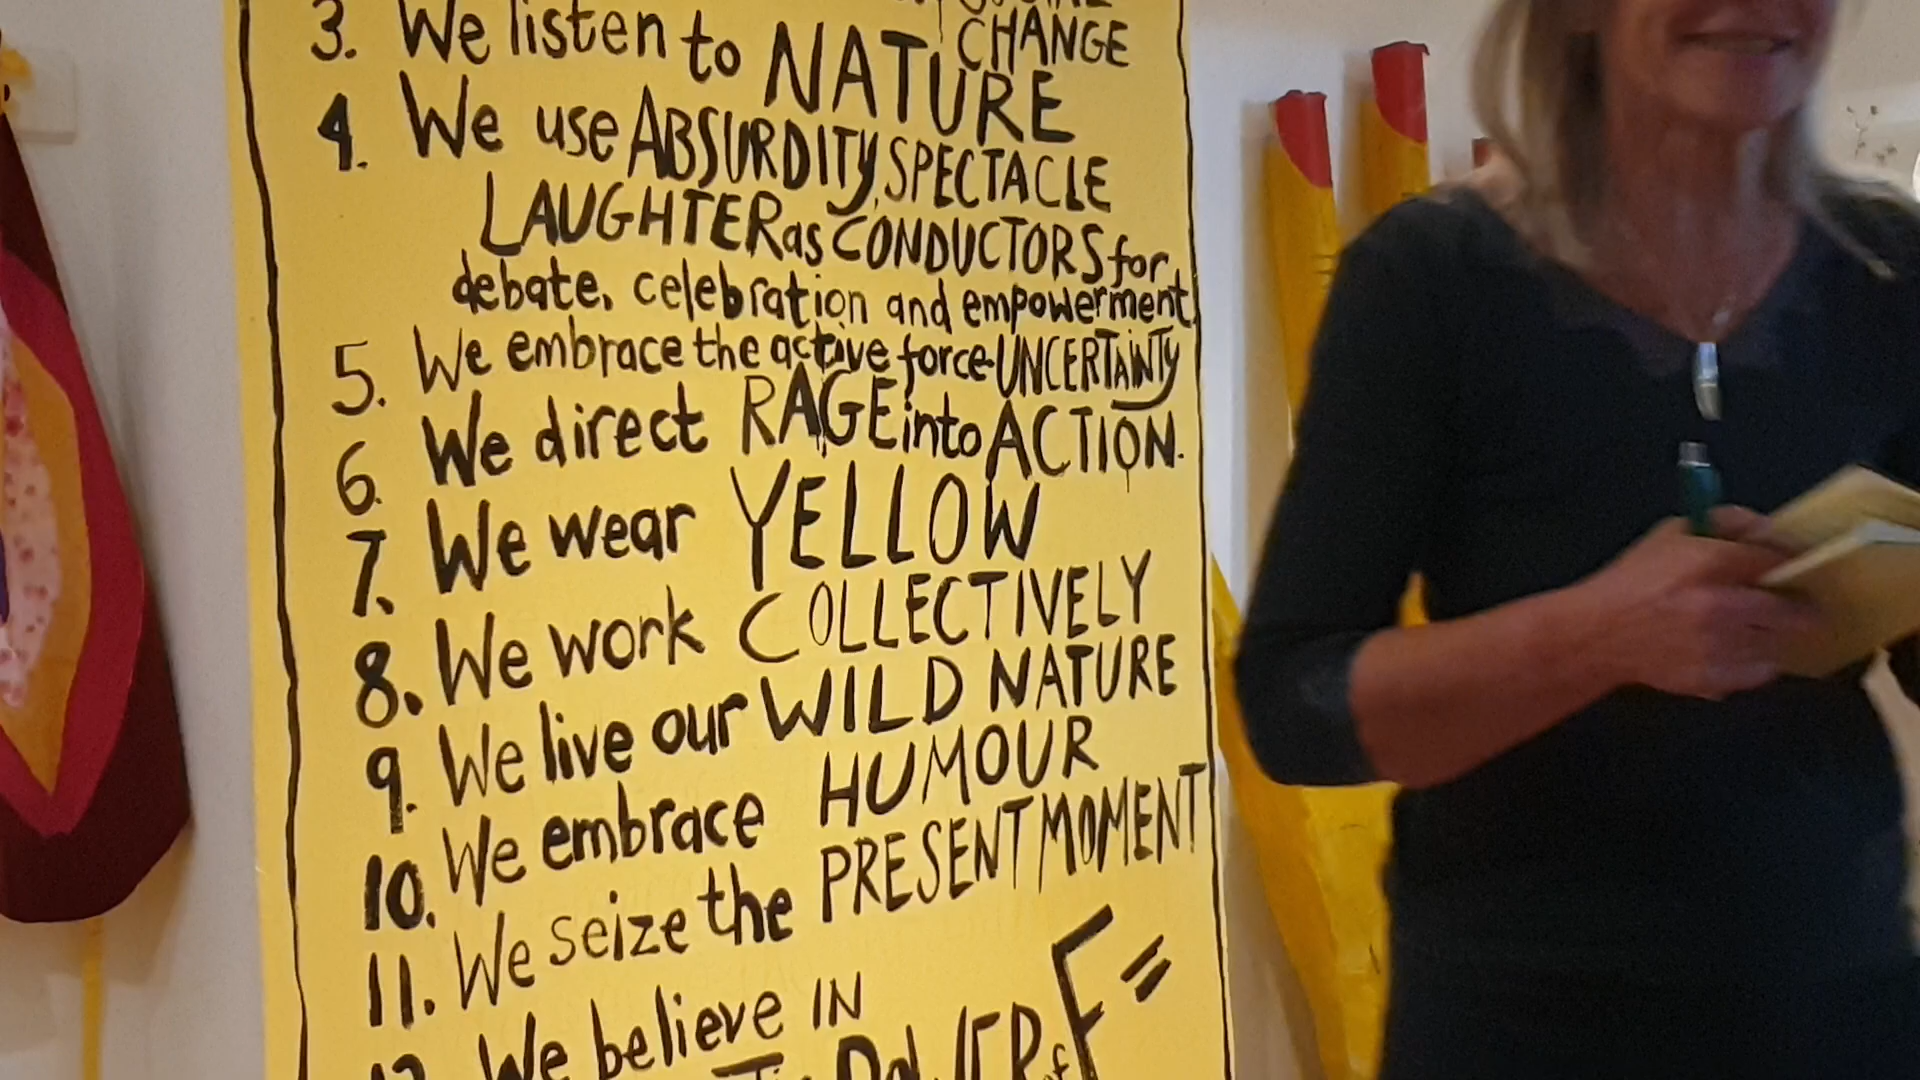 CHANGE
3. We listen to NATURE
4. We use ABSURDITY, SPECTACLE
LAUGHTER as CONDUCTORS for
debate, celebration and empowerment
5. We embrace the active force-UNCERTAINTY
6. We direct RAGE into ACTION.
7. We wear YELLOW
8. We work COLLECTIVELY
9. We live our WILD NATURE
10. We embrace HUMOUR
11. We seize the PRESENT MOMENT
12. We believe IN
POWER of F =